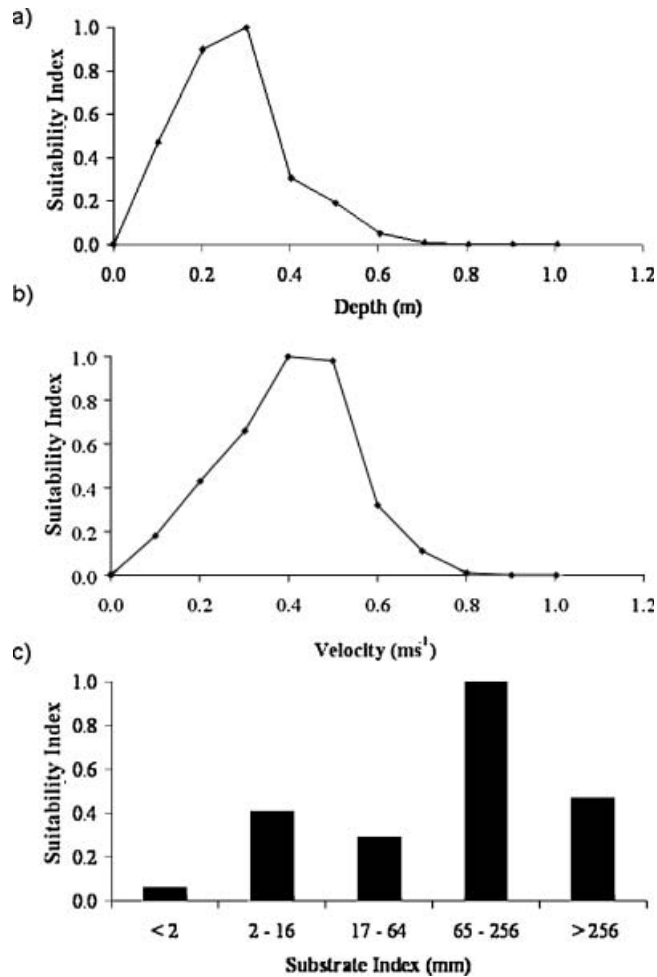 a)
Suitability Index
1.0
0.8
0.6
0.4
0.2
0.0
0.0 0.2 0.4 0.6 0.8 1.0 1.2
Depth (m)
b)
Suitability Index
1.0
0.8
0.6
0.4
0.2
0.0
0.0 0.2 0.4 0.6 0.8 1.0 1.2
Velocity (ms⁻¹)
c)
Suitability Index
1.0
0.8
0.6
0.4
0.2
0.0
< 2 2 - 16 17 - 64 65 - 256 > 256
Substrate Index (mm)